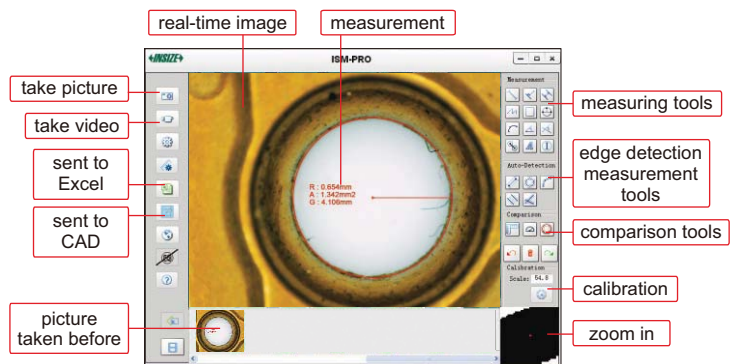 real-time image
measurement
INSIZE
ISM-PRO
take picture
take video
sent to
Excel
sent to
CAD
picture
taken before
R : 0.654mm
A : 1.342mm2
G : 4.106mm
Measurement
measuring tools
Auto-Detection
edge detection
measurement
tools
Comparison
comparison tools
Calibration
Scale: 54.8
calibration
zoom in